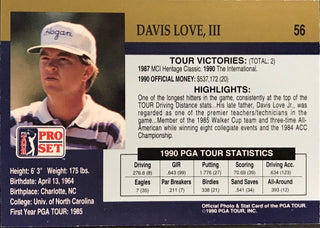 DAVIS LOVE, III
56
Hogan
TOUR VICTORIES: (TOTAL: 2)
1987 MCI Heritage Classic. 1990 The International.
1990 OFFICIAL MONEY: $537,172 (20)
HIGHLIGHTS:
One of the longest hitters in the game, consistently at the top of the
TOUR Driving Distance stats. His late father, Davis Love Jr., was
regarded as one of the premier teachers/technicians in the
game. Member of the 1985 Walker Cup team and three-time All-
American while winning eight collegiate events and the 1984 ACC
Championship.
PGA TOUR
PRO
SET
Height: 6' 3" Weight: 175 lbs.
Birthdate: April 13, 1964
Birthplace: Charlotte, NC
College: Univ. of North Carolina
First Year PGA TOUR: 1985
1990 PGA TOUR STATISTICS
Driving GIR Putting Scoring Driving Acc.
276.6 (8) .643 (99) 1.776 (27) 70.69 (39) .634 (123)
Eagles Par Breakers Birdies Sand Saves All-Around
7 (35) .211 (7) 338 (21) .541 (34) 393 (12)
Official Photo & Stat Card of the PGA TOUR
©1990 PGA TOUR, INC.